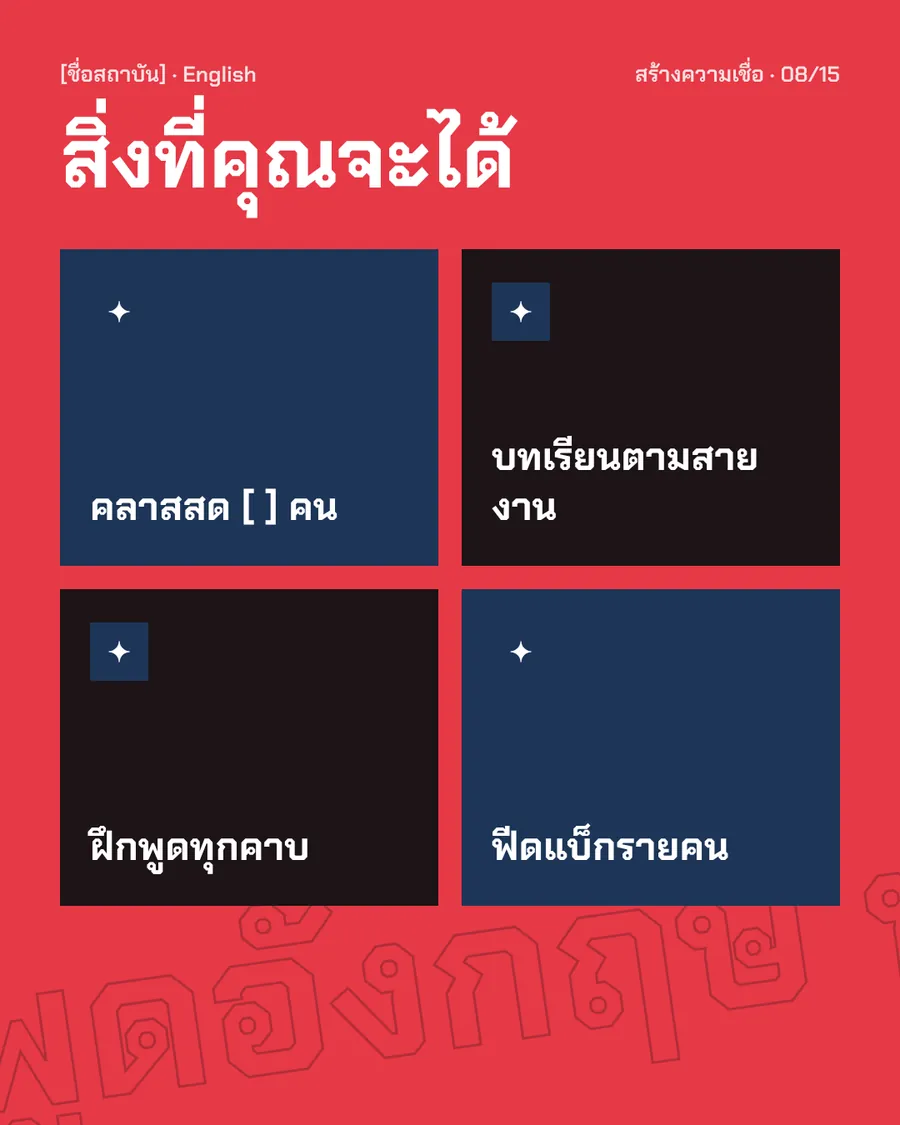 [ชื่อสถาบัน] · English
สร้างความเชื่อ · 08/15
สิ่งที่คุณจะได้
คลาสสด [ ] คน
บทเรียนตามสาย
งาน
ฝึกพูดทุกคาบ
ฟีดแบ็กรายคน
พูดอังกฤษ